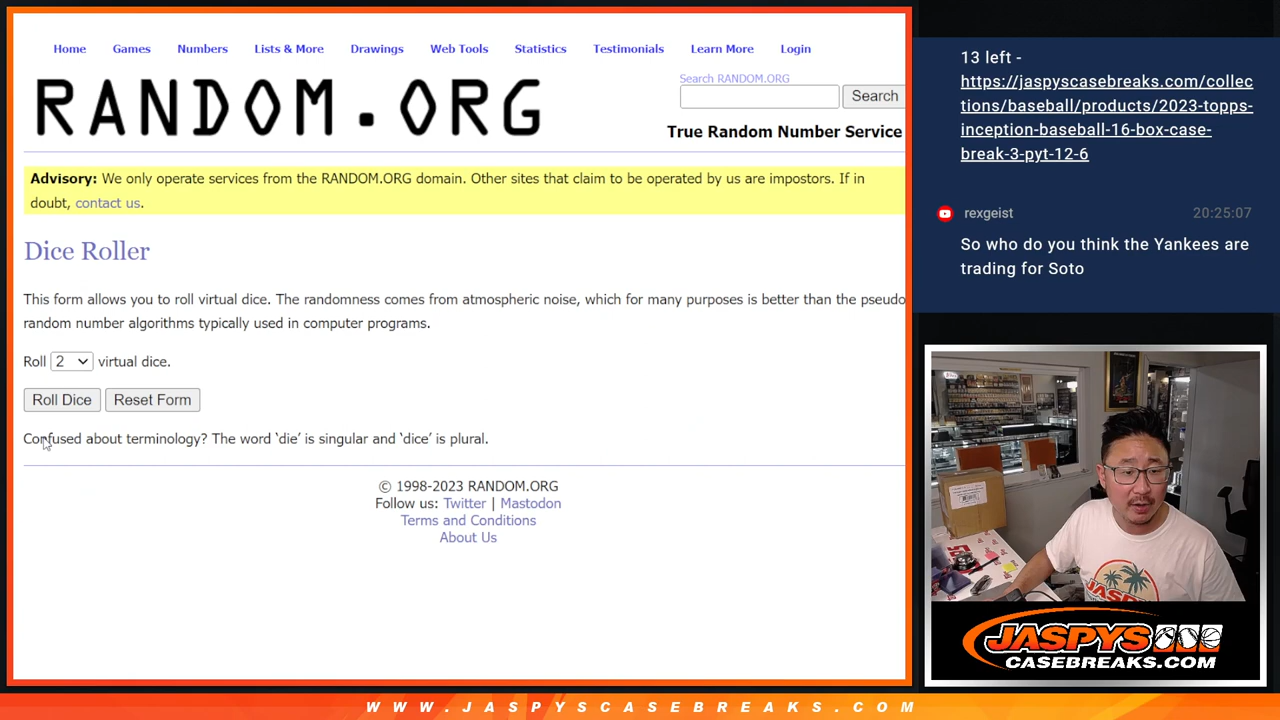 Home Games Numbers Lists & More Drawings Web Tools Statistics Testimonials Learn More Login
RANDOM.ORG
Search RANDOM.ORG
Search
True Random Number Service
Advisory: We only operate services from the RANDOM.ORG domain. Other sites that claim to be operated by us are impostors. If in
doubt, contact us.
Dice Roller
This form allows you to roll virtual dice. The randomness comes from atmospheric noise, which for many purposes is better than the pseudo
random number algorithms typically used in computer programs.
Roll 2 virtual dice.
Roll Dice Reset Form
Confused about terminology? The word ‘die’ is singular and ‘dice’ is plural.
© 1998-2023 RANDOM.ORG
Follow us: Twitter | Mastodon
Terms and Conditions
About Us
13 left -
https://jaspyscasebreaks.com/collec
tions/baseball/products/2023-topps-
inception-baseball-16-box-case-
break-3-pyt-12-6
rexgeist 20:25:07
So who do you think the Yankees are
trading for Soto
JASPYS
JASPYS
CASEBREAKS.COM
WWW.JASPYSCASEBREAKS.COM